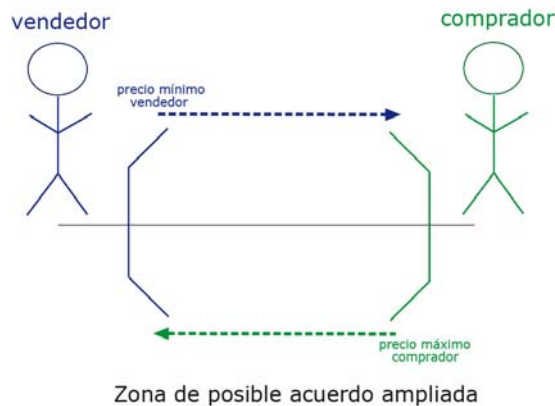 vendedor
comprador
precio mínimo
vendedor
precio máximo
comprador
Zona de posible acuerdo ampliada